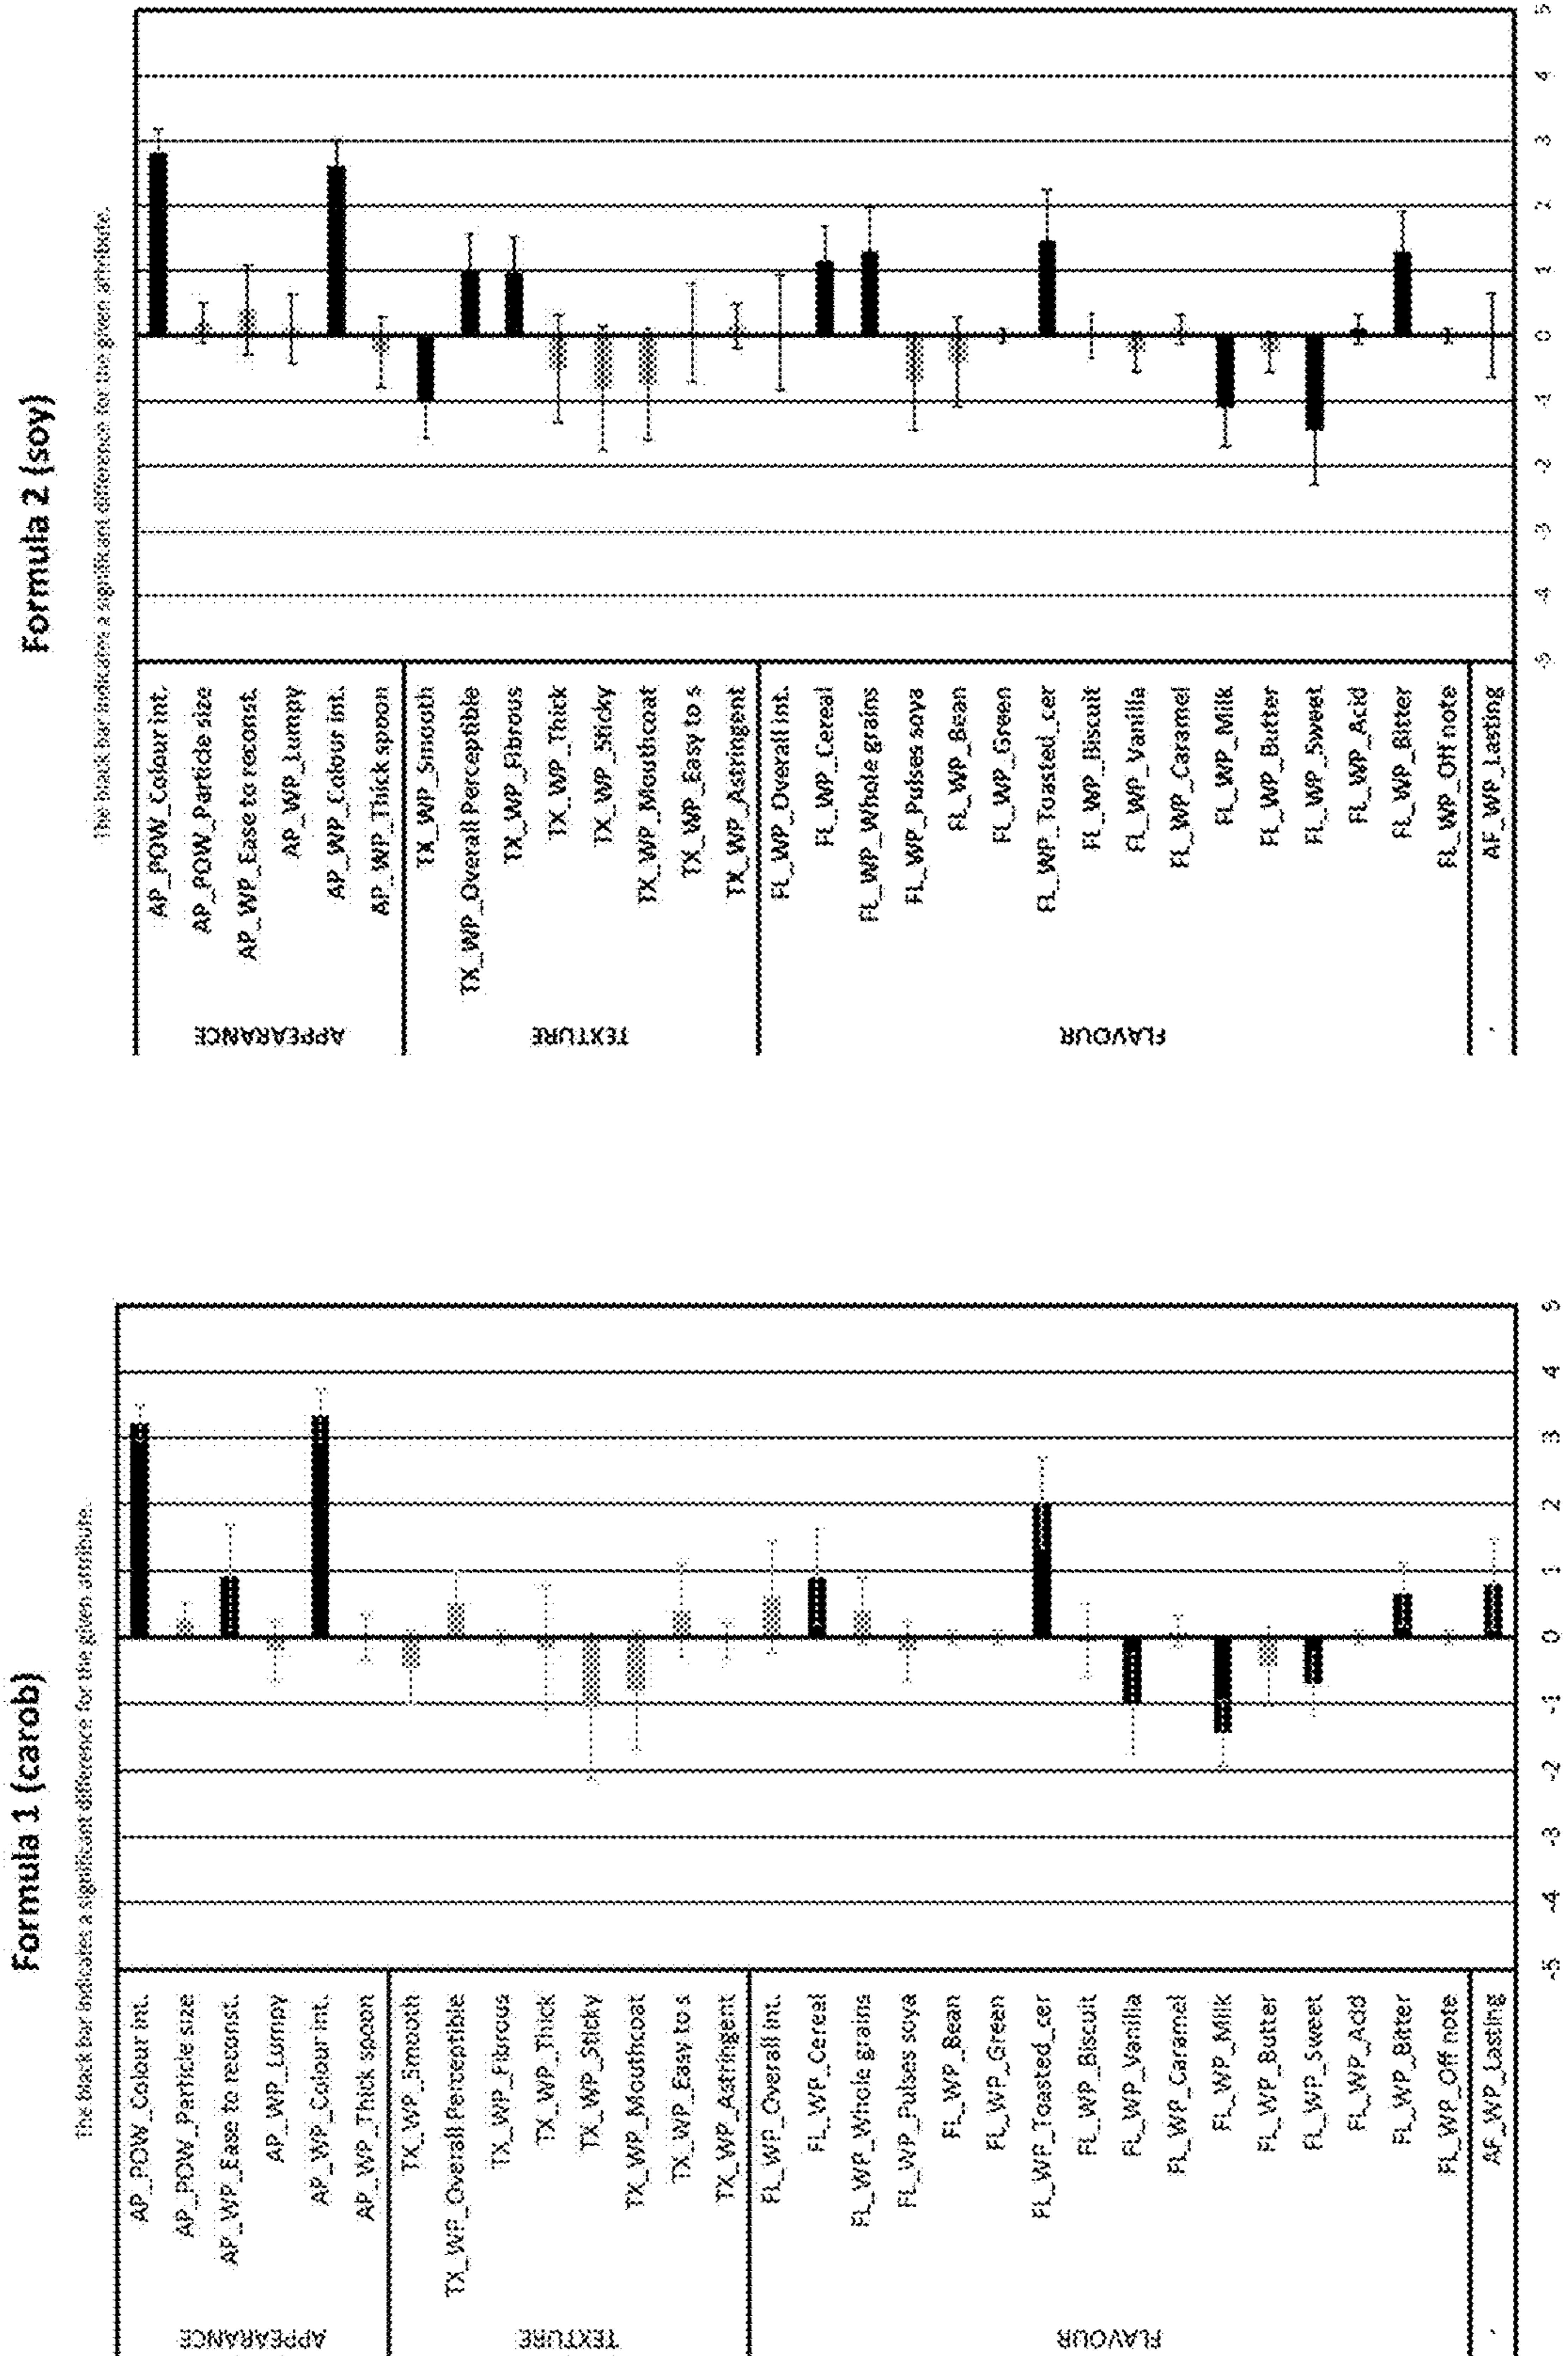 Formula 1 (carob)
The black bar indicates a significant difference for the given attribute.
APPEARANCE
AP_POW_Colour int.
AP_POW_Particle size
AP_WP_Ease to reconst.
AP_WP_Lumpy
AP_WP_Colour int.
AP_WP_Thick spoon
TEXTURE
TX_WP_Smooth
TX_WP_Overall Perceptible
TX_WP_Fibrous
TX_WP_Thick
TX_WP_Sticky
TX_WP_Mouthcoat
TX_WP_Easy to s
TX_WP_Astringent
FLAVOUR
FL_WP_Overall int.
FL_WP_Cereal
FL_WP_Whole grains
FL_WP_Pulses soya
FL_WP_Bean
FL_WP_Green
FL_WP_Toasted_cer
FL_WP_Biscuit
FL_WP_Vanilla
FL_WP_Caramel
FL_WP_Milk
FL_WP_Butter
FL_WP_Sweet
FL_WP_Acid
FL_WP_Bitter
FL_WP_Off note
AF_WP_Lasting
-5 -4 -3 -2 -1 0 1 2 3 4 5
Formula 2 (soy)
The black bar indicates a significant difference for the given attribute.
APPEARANCE
AP_POW_Colour int.
AP_POW_Particle size
AP_WP_Ease to reconst.
AP_WP_Lumpy
AP_WP_Colour int.
AP_WP_Thick spoon
TEXTURE
TX_WP_Smooth
TX_WP_Overall Perceptible
TX_WP_Fibrous
TX_WP_Thick
TX_WP_Sticky
TX_WP_Mouthcoat
TX_WP_Easy to s
TX_WP_Astringent
FLAVOUR
FL_WP_Overall int.
FL_WP_Cereal
FL_WP_Whole grains
FL_WP_Pulses soya
FL_WP_Bean
FL_WP_Green
FL_WP_Toasted_cer
FL_WP_Biscuit
FL_WP_Vanilla
FL_WP_Caramel
FL_WP_Milk
FL_WP_Butter
FL_WP_Sweet
FL_WP_Acid
FL_WP_Bitter
FL_WP_Off note
AF_WP_Lasting
-5 -4 -3 -2 -1 0 1 2 3 4 5